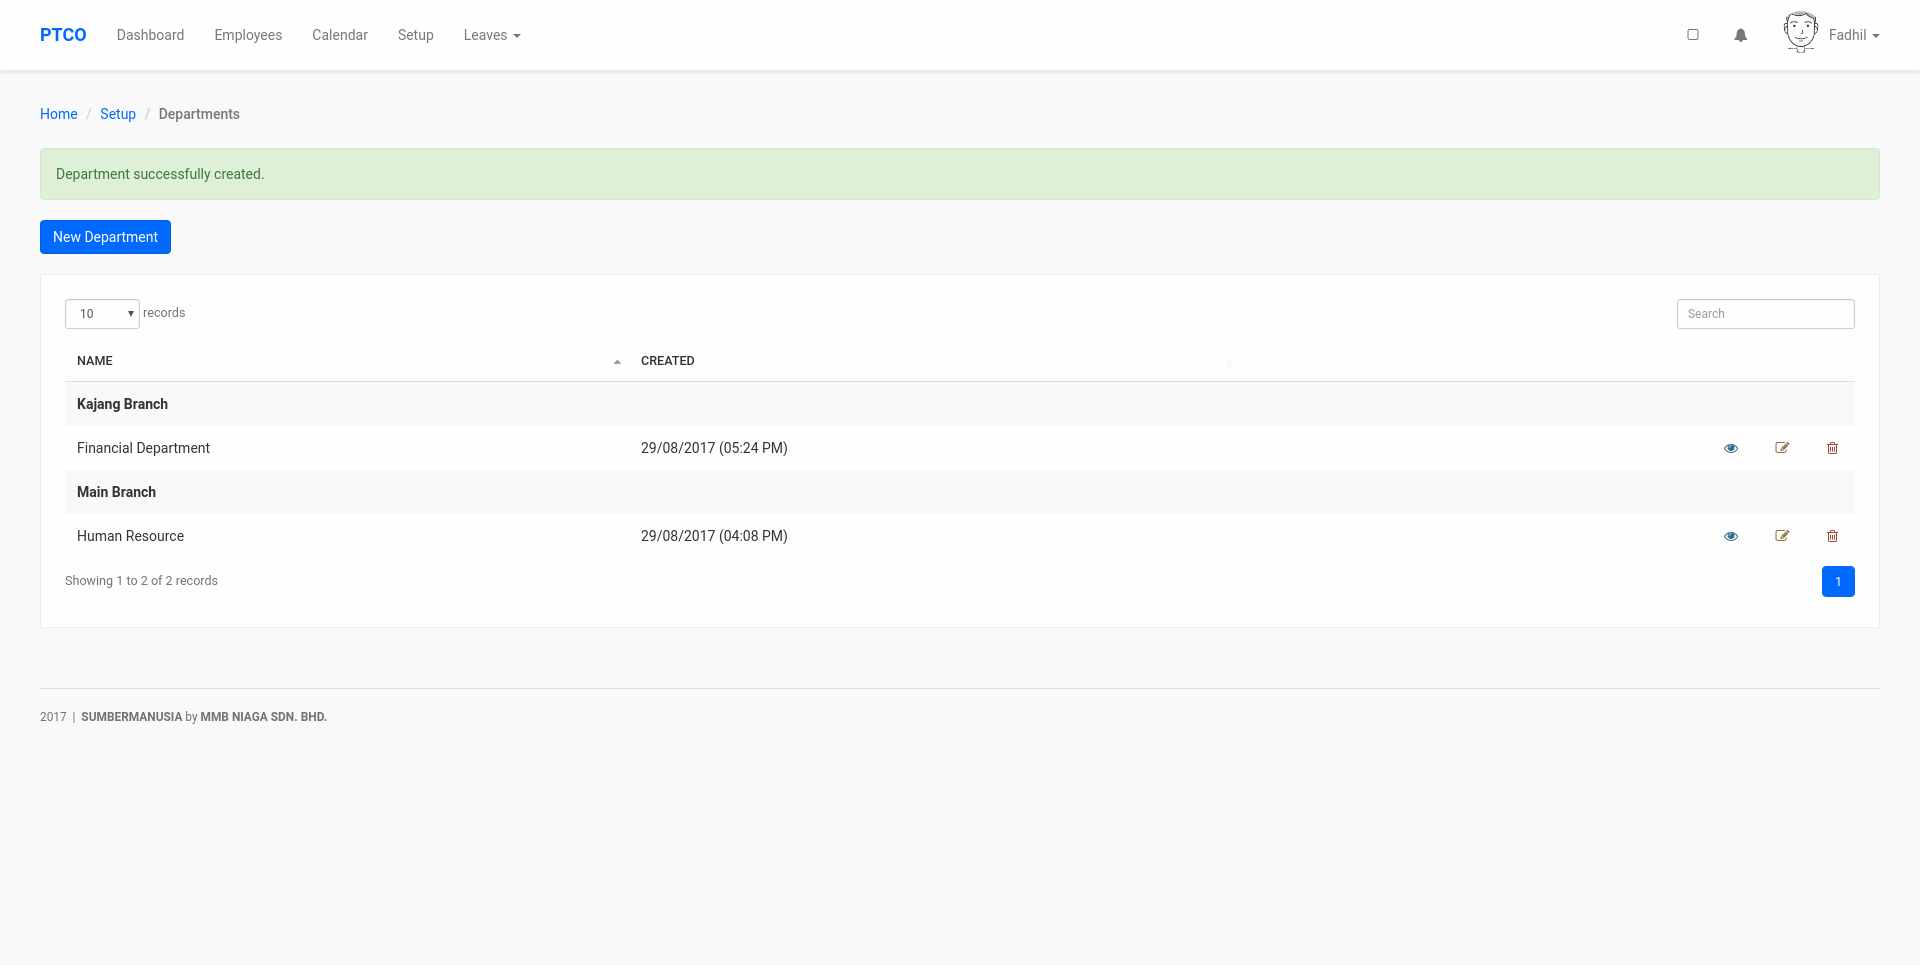 PTCO Dashboard Employees Calendar Setup Leaves Fadhil
Home / Setup / Departments
Department successfully created.
New Department
10 records Search
NAME CREATED
Kajang Branch
Financial Department 29/08/2017 (05:24 PM)
Main Branch
Human Resource 29/08/2017 (04:08 PM)
Showing 1 to 2 of 2 records 1
2017 | SUMBERMANUSIA by MMB NIAGA SDN. BHD.